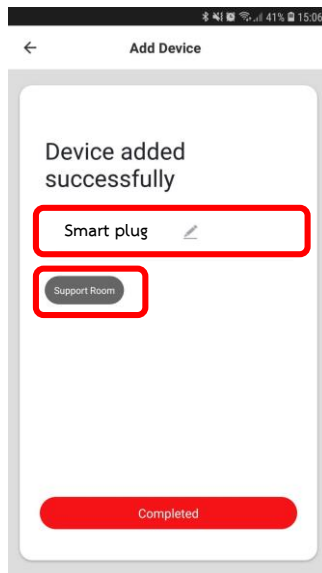 41% 15:06
Add Device
Device added
successfully
Smart plug
Support Room
Completed